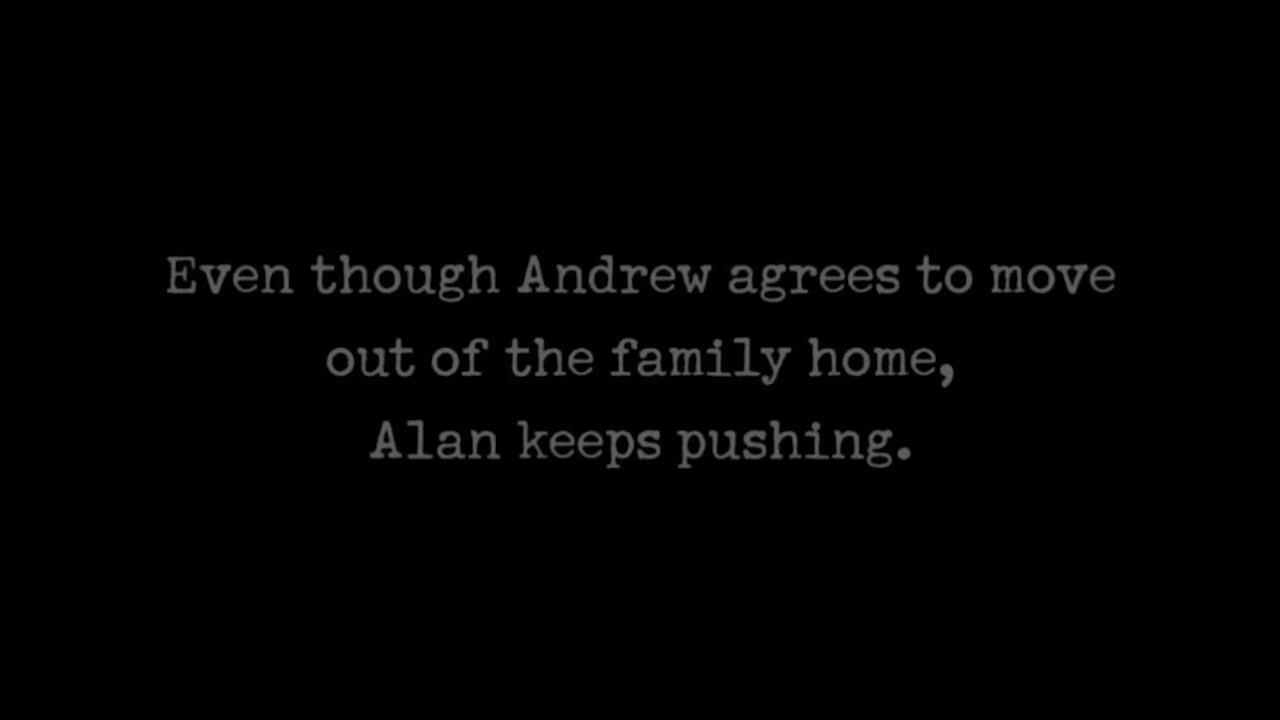 Even though Andrew agrees to move
out of the family home,
Alan keeps pushing.